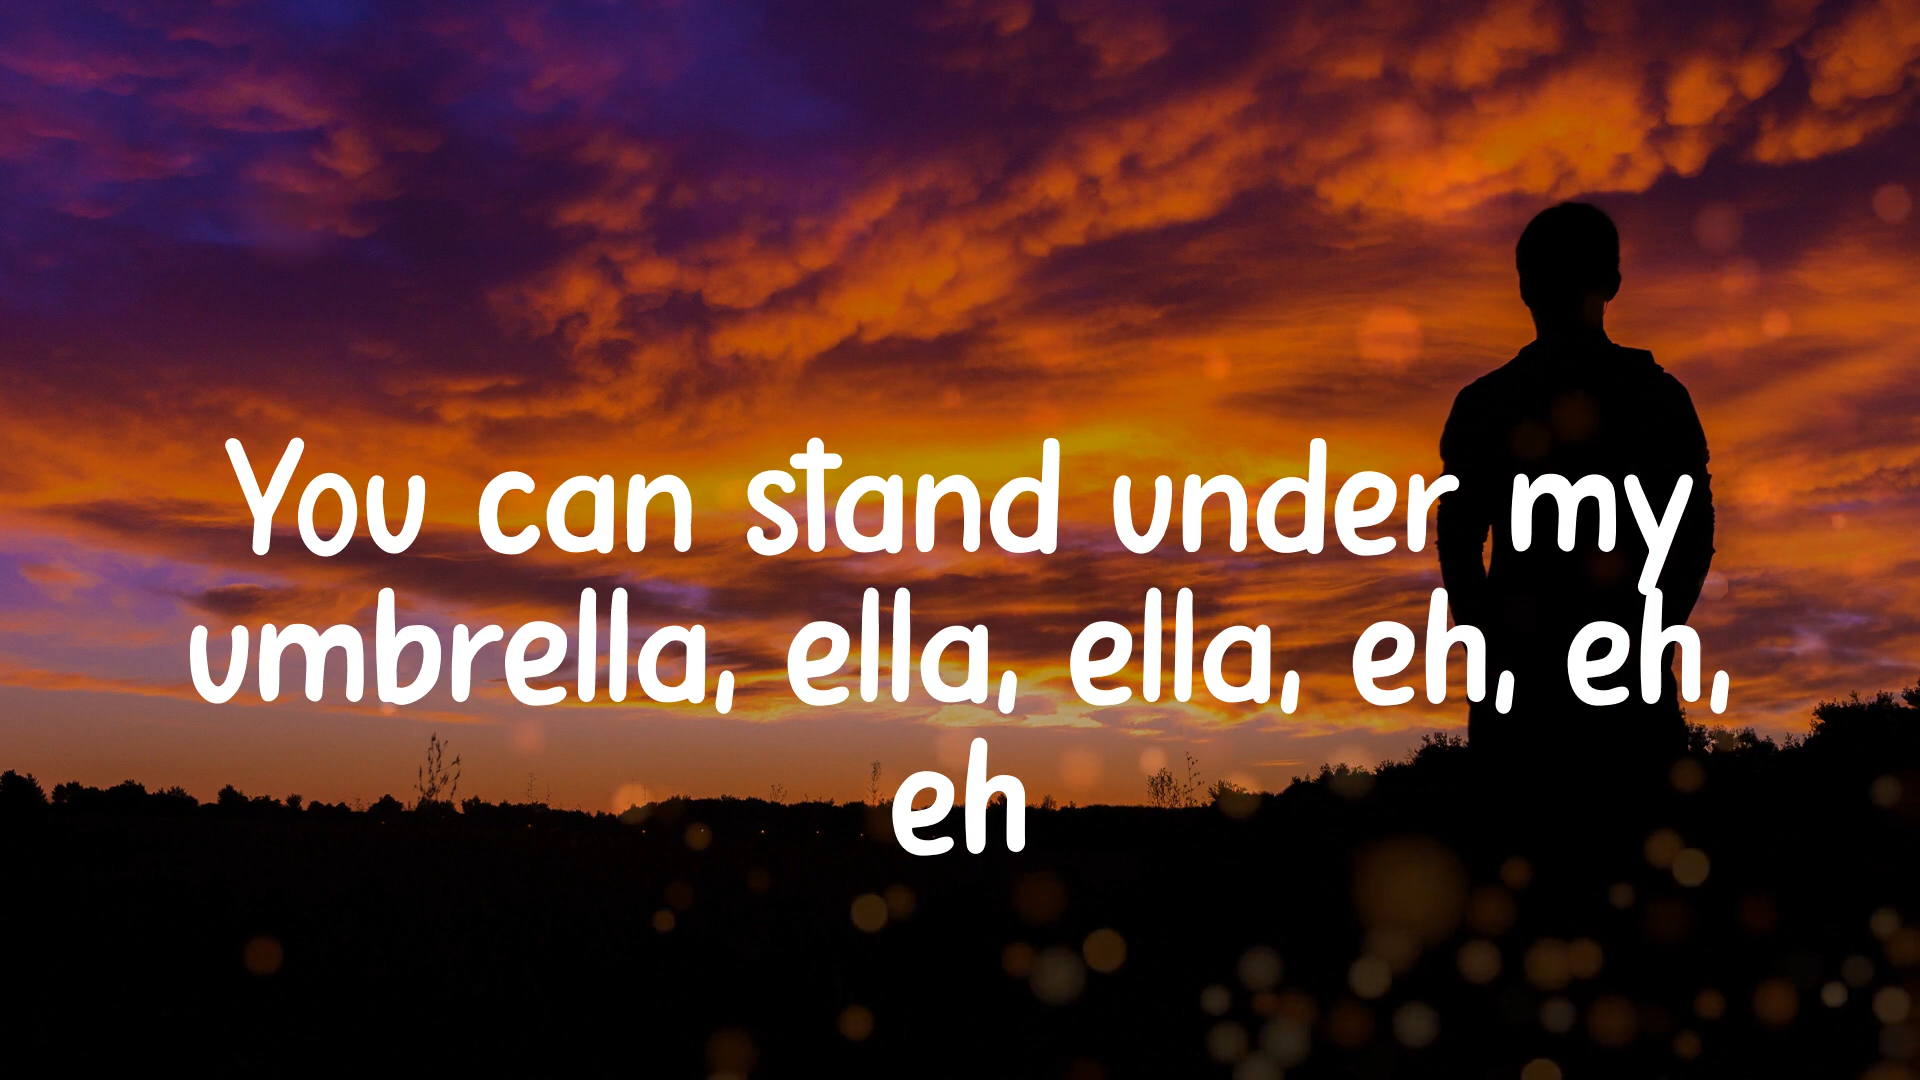 You can stand under my
umbrella, ella, ella, eh, eh,
eh